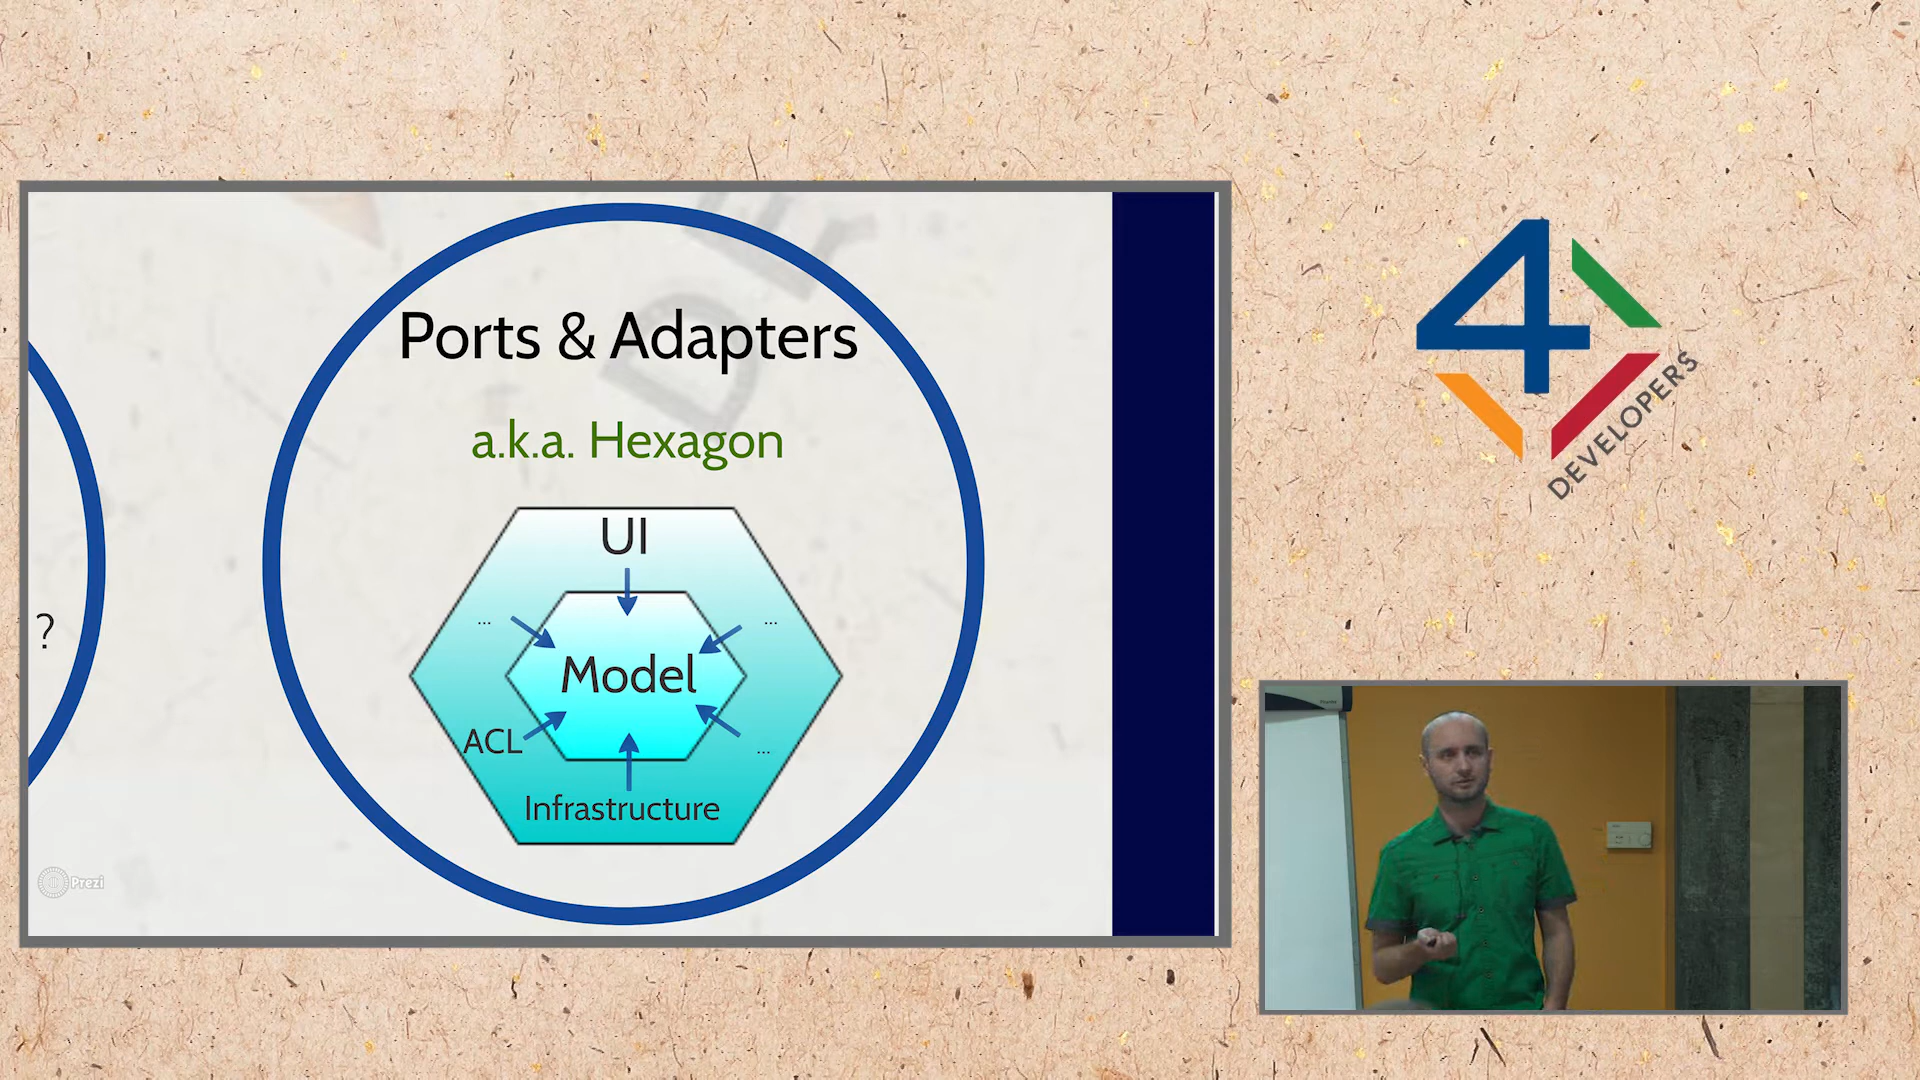 Ports & Adapters
a.k.a. Hexagon
UI
...
...
Model
ACL
...
Infrastructure
?
Prezi
4
DEVELOPERS